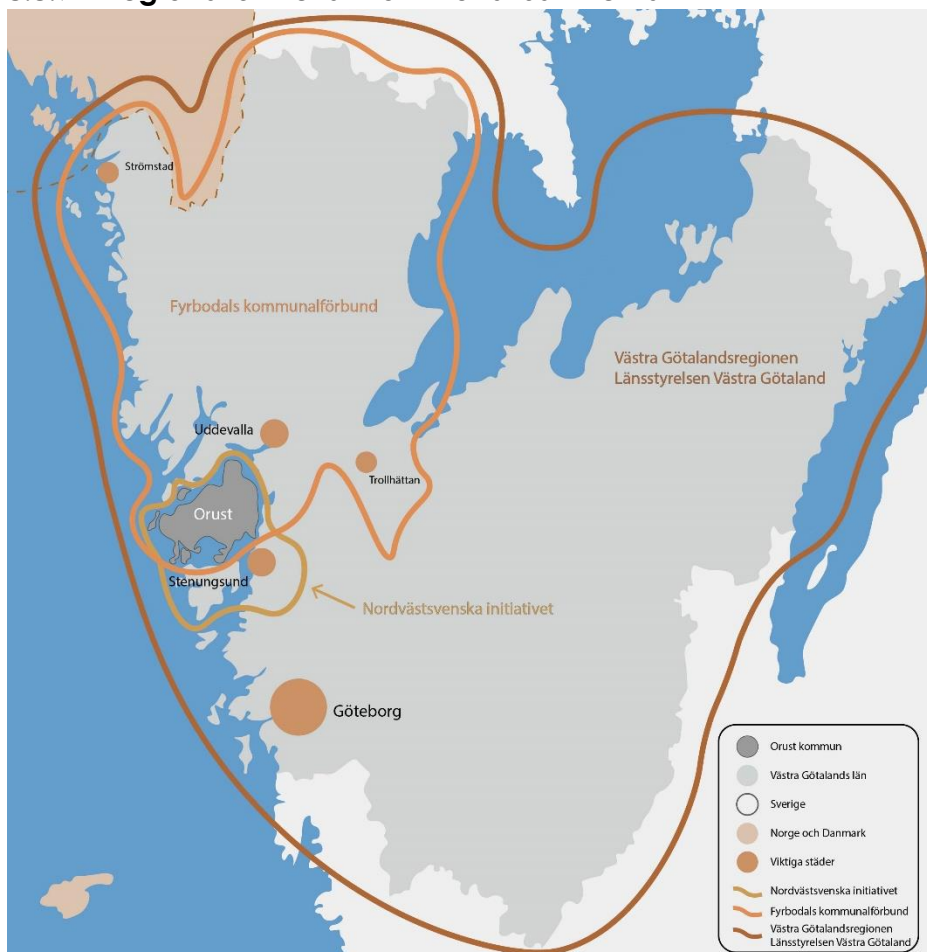 Strömstad
Fyrbodals kommunalförbund
Västra Götalandsregionen
Länsstyrelsen Västra Götaland
Uddevalla
Trollhättan
Orust
Stenungsund
Nordvästsvenska initiativet
Göteborg
Orust kommun
Västra Götalands län
Sverige
Norge och Danmark
Viktiga städer
Nordvästsvenska initiativet
Fyrbodals kommunalförbund
Västra Götalandsregionen
Länsstyrelsen Västra Götaland